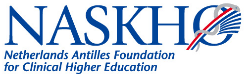 NASKHO
Netherlands Antilles Foundation
for Clinical Higher Education